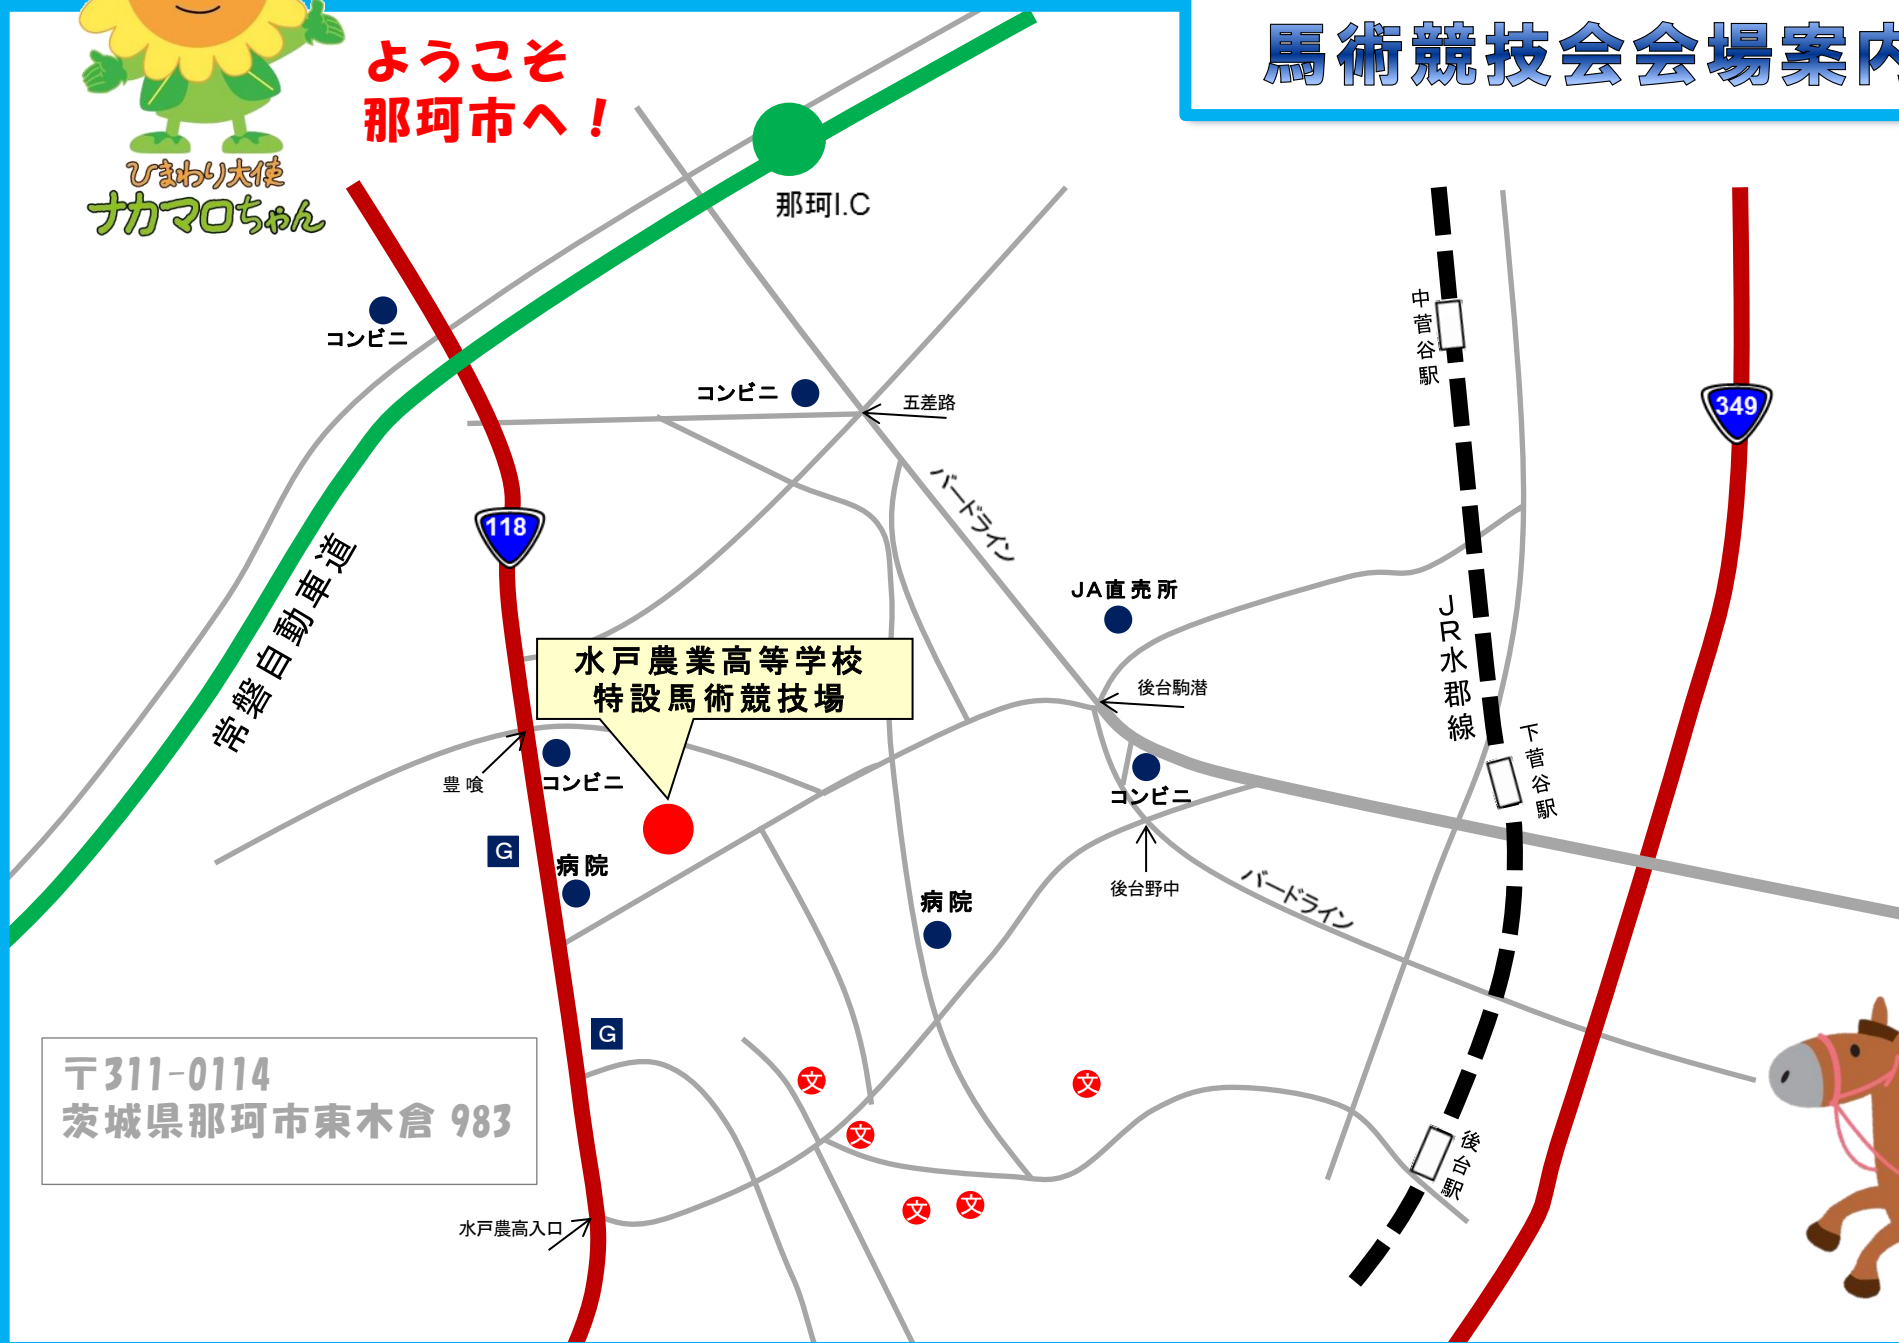 馬術競技会会場案内
ようこそ
那珂市へ！
ひまわり大使
ナカマロちゃん
那珂I.C
コンビニ
コンビニ
五差路
中菅谷駅
349
バードライン
118
常磐自動車道
JA直売所
JR水郡線
水戸農業高等学校
特設馬術競技場
後台駒潜
下菅谷駅
豊喰
コンビニ
コンビニ
G
病院
後台野中
バードライン
病院
G
〒311-0114
茨城県那珂市東木倉 983
文
文
文
文
文
後台駅
水戸農高入口